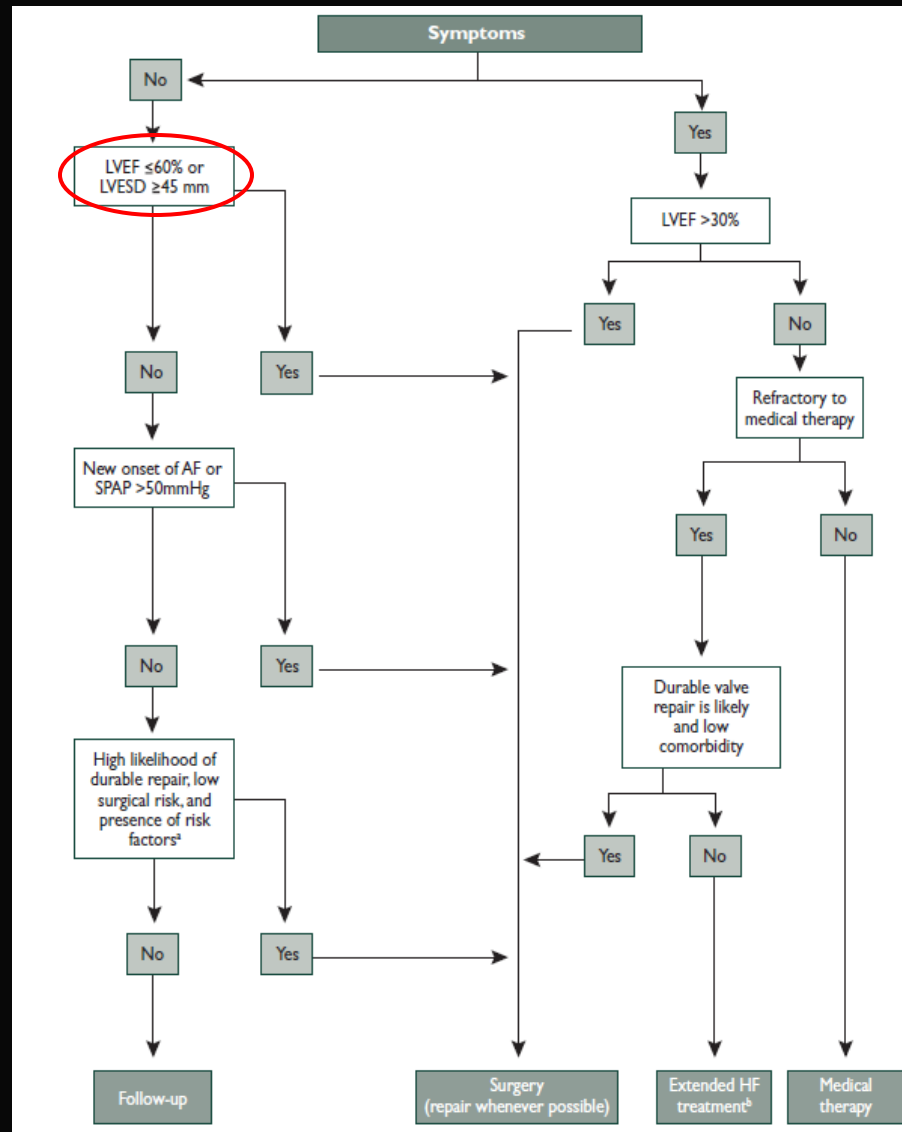 Symptoms
No
Yes
LVEF ≤60% or
LVESD ≥45 mm
LVEF >30%
Yes
No
No
Yes
Refractory to
medical therapy
New onset of AF or
SPAP >50mmHg
Yes
No
No
Yes
Durable valve
repair is likely
and low
comorbidity
High likelihood of
durable repair, low
surgical risk, and
presence of risk
factorsᵃ
Yes
No
No
Yes
Follow-up
Surgery
(repair whenever possible)
Extended HF
treatmentᵇ
Medical
therapy